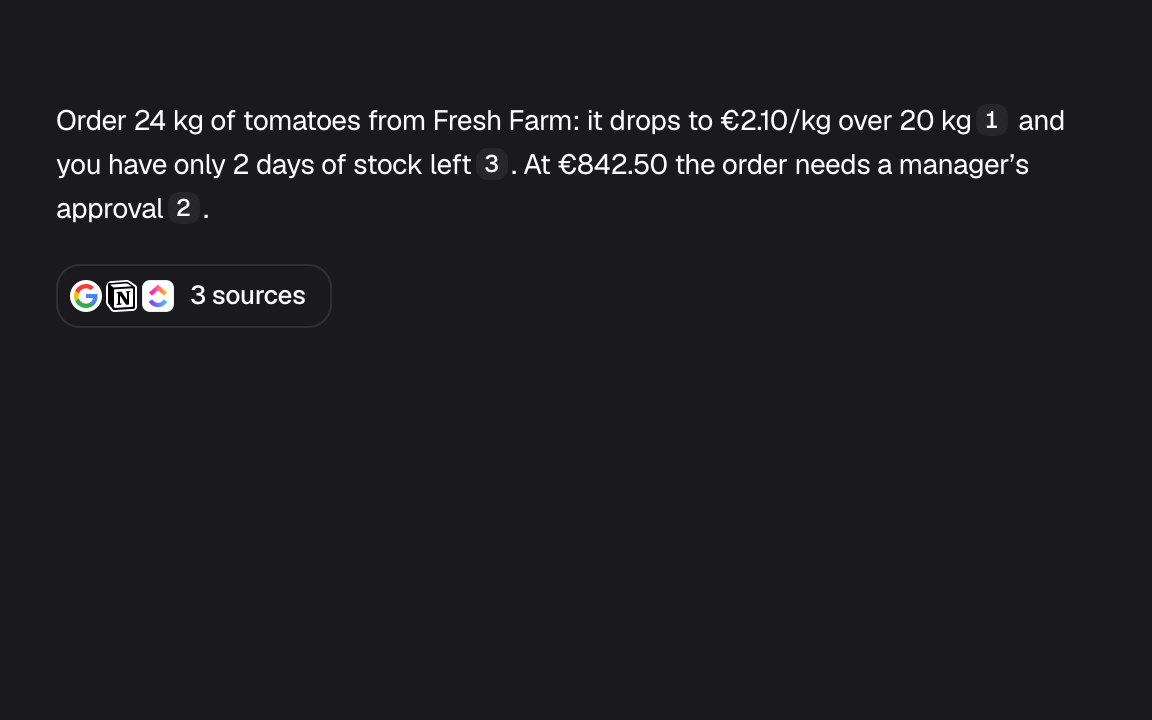 Order 24 kg of tomatoes from Fresh Farm: it drops to €2.10/kg over 20 kg 1 and
you have only 2 days of stock left 3. At €842.50 the order needs a manager’s
approval 2.
3 sources